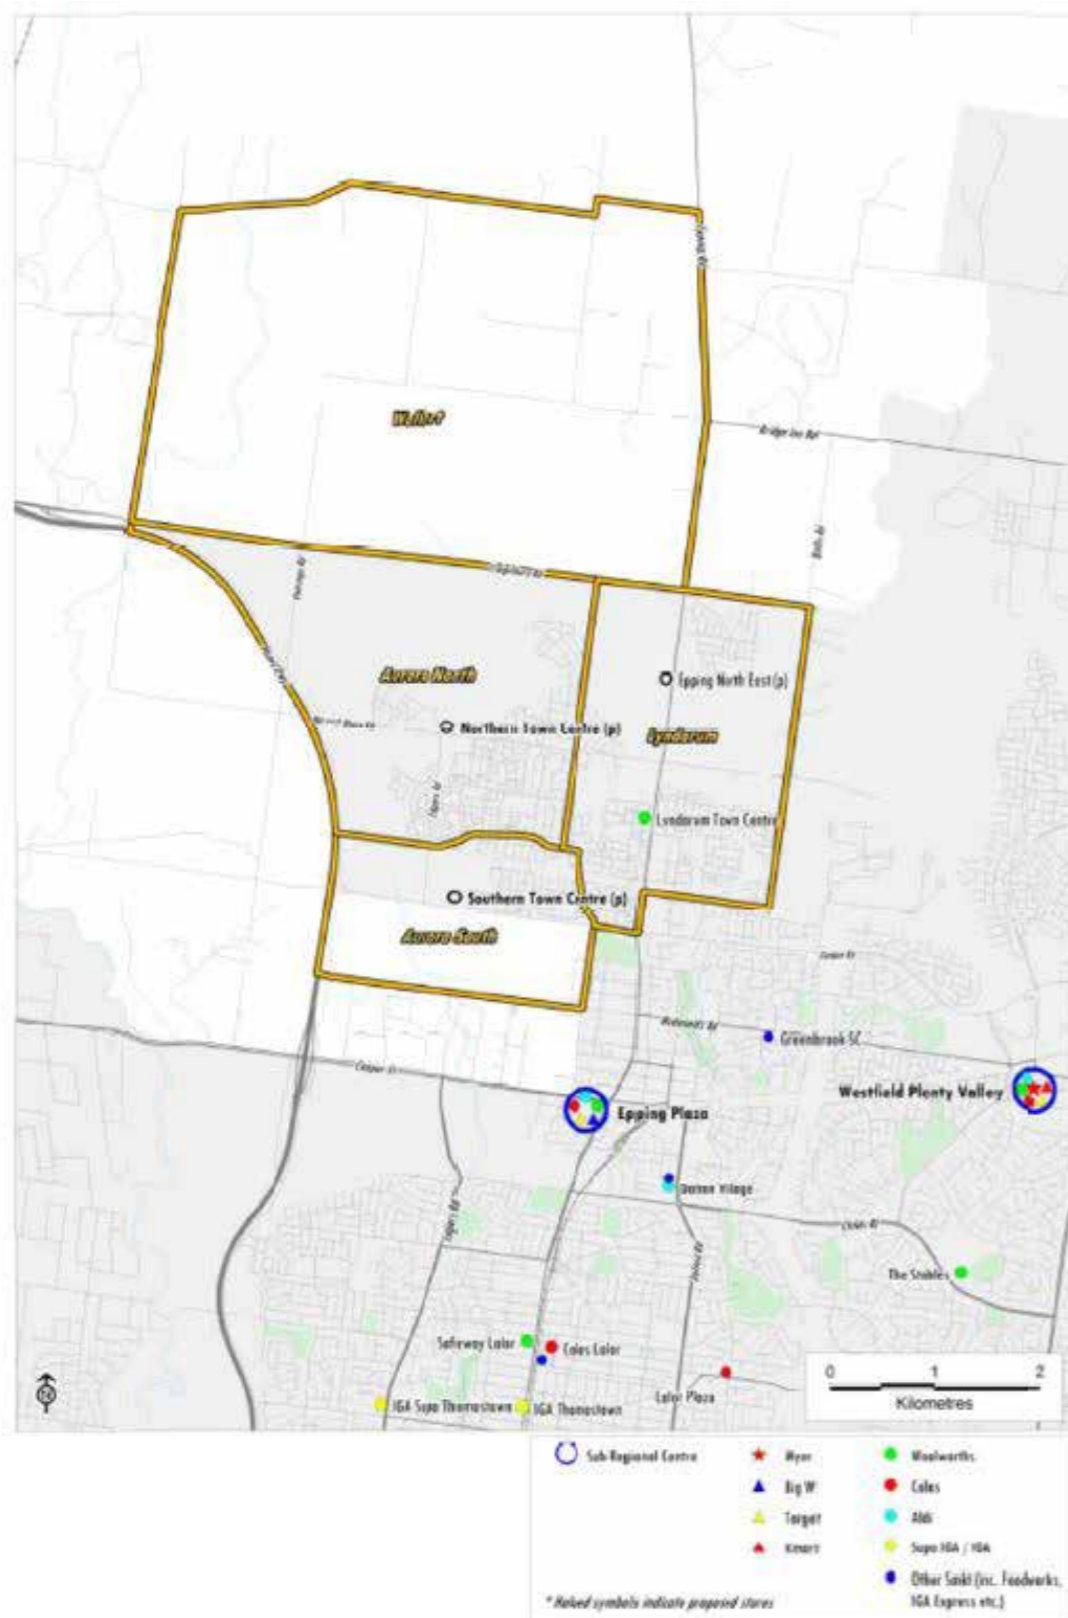 Wollert
Bridge Inn Rd
Aurora North
Epping North East (p)
Northern Town Centre (p)
Lyndarum
Lyndarum Town Centre
Southern Town Centre (p)
Aurora South
Greenbrook SC
Cooper St
Westfield Plenty Valley
Epping Plaza
Dalton Village
Childs Rd
The Stables
Safeway Lalor
Coles Lalor
Lalor Plaza
0 1 2
Kilometres
N
IGA Supa Thomastown
IGA Thomastown
Sub Regional Centre
Myer
Woolworths
Big W
Coles
Target
Aldi
Kmart
Supa IGA / IGA
Other Smkt (inc. Foodworks,
IGA Express etc.)
* Haloed symbols indicate proposed stores